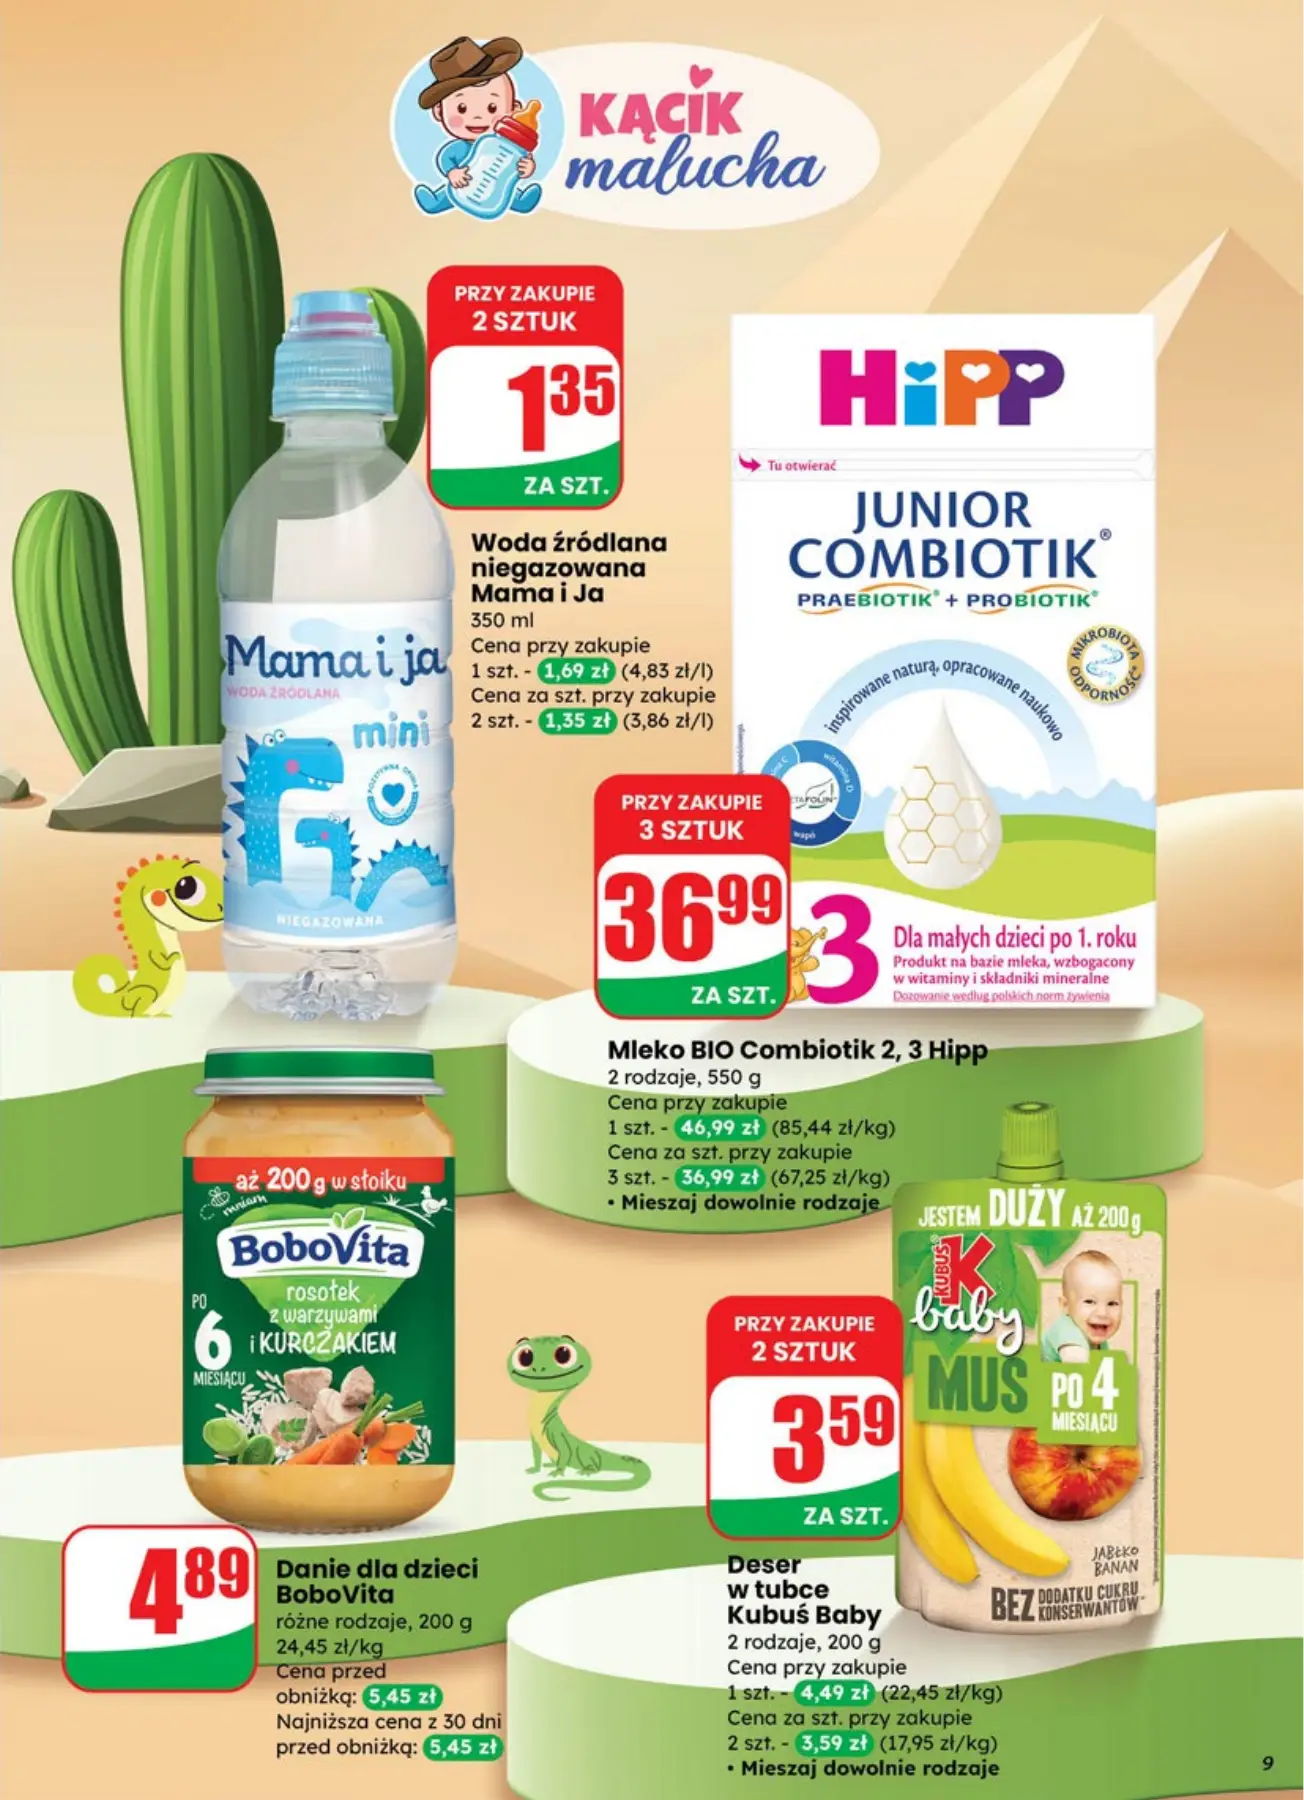 KĄCIK
malucha
PRZY ZAKUPIE
2 SZTUK
1 35
ZA SZT.
Woda źródlana
niegazowana
Mama i Ja
350 ml
Cena przy zakupie
1 szt. - 1,69 zł (4,83 zł/l)
Cena za szt. przy zakupie
2 szt. - 1,35 zł (3,86 zł/l)
Mama i ja
WODA ŹRÓDLANA
mini
POZYTYWNA OPINIA
NIEGAZOWANA
HiPP
Tu otwierać
JUNIOR
COMBIOTIK®
PRAEBIOTIK® + PROBIOTIK®
MIKROBIOTA
ODPORNOŚĆ
inspirowane naturą, opracowane naukowo
witamina D
wapń
3
Dla małych dzieci po 1. roku
Produkt na bazie mleka, wzbogacony
w witaminy i składniki mineralne
Dozowanie według polskich norm żywienia
PRZY ZAKUPIE
3 SZTUK
36 99
ZA SZT.
Mleko BIO Combiotik 2, 3 Hipp
2 rodzaje, 550 g
Cena przy zakupie
1 szt. - 46,99 zł (85,44 zł/kg)
Cena za szt. przy zakupie
3 szt. - 36,99 zł (67,25 zł/kg)
• Mieszaj dowolnie rodzaje
aż 200 g w słoiku
mniam
BoboVita
rosołek
z warzywami
i KURCZAKIEM
PO
6
MIESIĄCU
4 89
Danie dla dzieci
BoboVita
różne rodzaje, 200 g
24,45 zł/kg
Cena przed
obniżką: 5,45 zł
Najniższa cena z 30 dni
przed obniżką: 5,45 zł
JESTEM DUŻY AŻ 200 g
KUBUŚ®
baby
MUS
PO 4
MIESIĄCU
JABŁKO
BANAN
BEZ DODATKU CUKRU
KONSERWANTÓW
PRZY ZAKUPIE
2 SZTUK
3 59
ZA SZT.
Deser
w tubce
Kubuś Baby
2 rodzaje, 200 g
Cena przy zakupie
1 szt. - 4,49 zł (22,45 zł/kg)
Cena za szt. przy zakupie
2 szt. - 3,59 zł (17,95 zł/kg)
• Mieszaj dowolnie rodzaje
9